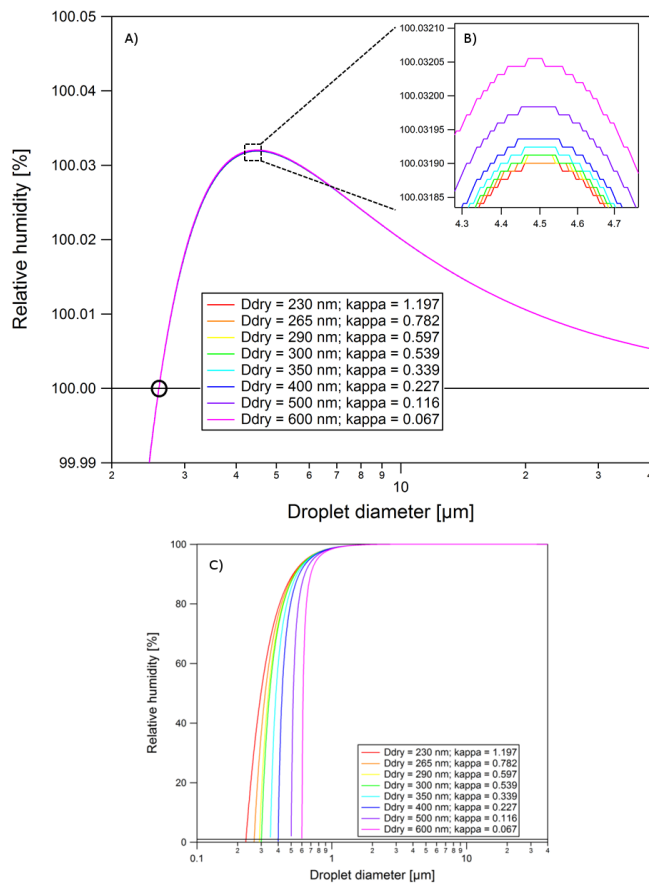 A)
100.05
100.04
100.03
100.02
100.01
100.00
99.99
Relative humidity [%]
2
3
4
5
6
7
8
9
10
2
3
4
Droplet diameter [µm]
Ddry = 230 nm; kappa = 1.197
Ddry = 265 nm; kappa = 0.782
Ddry = 290 nm; kappa = 0.597
Ddry = 300 nm; kappa = 0.539
Ddry = 350 nm; kappa = 0.339
Ddry = 400 nm; kappa = 0.227
Ddry = 500 nm; kappa = 0.116
Ddry = 600 nm; kappa = 0.067
B)
100.03210
100.03205
100.03200
100.03195
100.03190
100.03185
4.3
4.4
4.5
4.6
4.7
C)
100
80
60
40
20
0
Relative humidity [%]
0.1
2
3
4
5
6
7
8
9
1
2
3
4
5
6
7
8
9
10
2
3
4
Droplet diameter [µm]
Ddry = 230 nm; kappa = 1.197
Ddry = 265 nm; kappa = 0.782
Ddry = 290 nm; kappa = 0.597
Ddry = 300 nm; kappa = 0.539
Ddry = 350 nm; kappa = 0.339
Ddry = 400 nm; kappa = 0.227
Ddry = 500 nm; kappa = 0.116
Ddry = 600 nm; kappa = 0.067